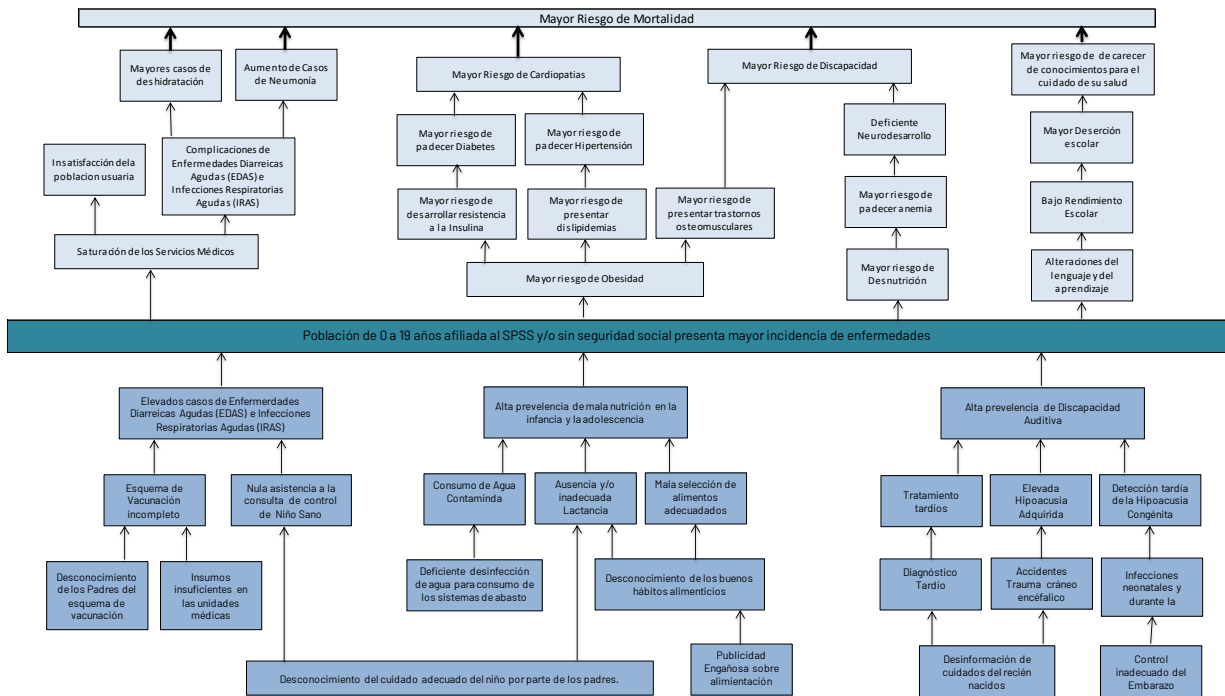 Mayor Riesgo de Mortalidad
Mayores casos de
deshidratación
Aumento de Casos
de Neumonía
Mayor Riesgo de Cardiopatias
Mayor Riesgo de Discapacidad
Mayor riesgo de de carecer
de conocimientos para el
cuidado de su salud
Insatisfacción dela
poblacion usuaria
Complicaciones de
Enfermedades Diarreicas
Agudas (EDAS) e
Infecciones Respiratorias
Agudas (IRAS)
Mayor riesgo de
padecer Diabetes
Mayor riesgo de
padecer Hipertensión
Deficiente
Neurodesarrollo
Mayor Deserción
escolar
Mayor riesgo de
desarrollar resistencia
a la Insulina
Mayor riesgo de
presentar
dislipidemias
Mayor riesgo de
presentar trastornos
osteomusculares
Mayor riesgo de
padecer anemia
Bajo Rendimiento
Escolar
Saturación de los Servicios Médicos
Mayor riesgo de Obesidad
Mayor riesgo de
Desnutrición
Alteraciones del
lenguaje y del
aprendizaje
Población de 0 a 19 años afiliada al SPSS y/o sin seguridad social presenta mayor incidencia de enfermedades
Elevados casos de Enfermerdades
Diarreicas Agudas (EDAS) e Infecciones
Respiratorias Agudas (IRAS)
Alta prevelencia de mala nutrición en la
infancia y la adolescencia
Alta prevelencia de Discapacidad
Auditiva
Esquema de
Vacunación
incompleto
Nula asistencia a la
consulta de control
de Niño Sano
Consumo de Agua
Contaminda
Ausencia y/o
inadecuada
Lactancia
Mala selección de
alimentos
adecuadados
Tratamiento
tardíos
Elevada
Hipoacusia
Adquirida
Detección tardía
de la Hipoacusia
Congénita
Desconocimiento
de los Padres del
esquema de
vacunación
Insumos
insuficientes en
las unidades
médicas
Deficiente desinfección
de agua para consumo de
los sistemas de abasto
Desconocimiento de los buenos
hábitos alimenticios
Diagnóstico
Tardio
Accidentes
Trauma cráneo
encéfalico
Infecciones
neonatales y
durante la
Desconocimiento del cuidado adecuado del niño por parte de los padres.
Publicidad
Engañosa sobre
alimentación
Desinformación de
cuidados del recién
nacidos
Control
inadecuado del
Embarazo